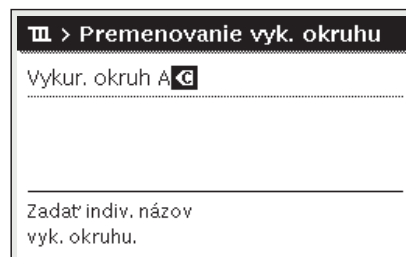 > Premenovanie vyk. okruhu
Vykur. okruh A
Zadať indiv. názov
vyk. okruhu.